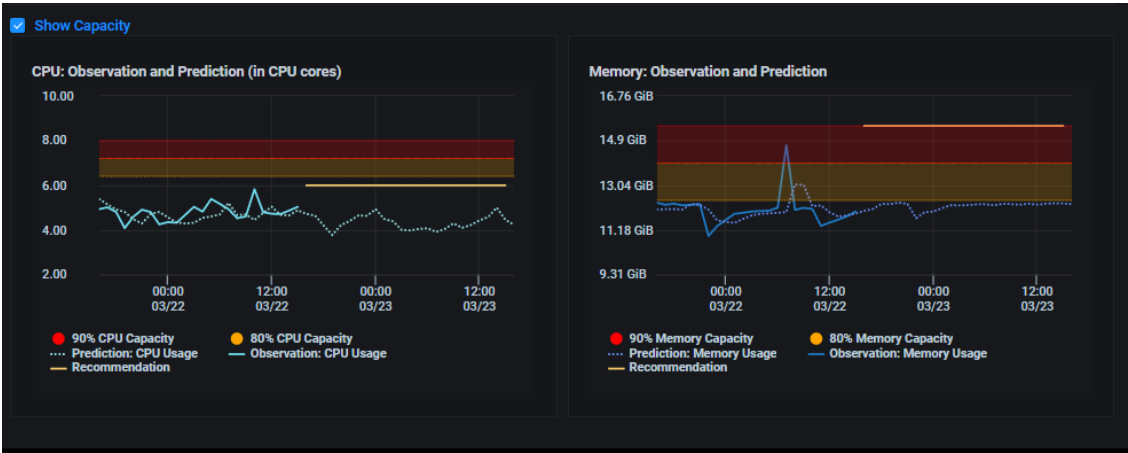 Show Capacity
CPU: Observation and Prediction (in CPU cores)
10.00
8.00
6.00
4.00
2.00
00:00 12:00 00:00 12:00
03/22 03/22 03/23 03/23
90% CPU Capacity 80% CPU Capacity
Prediction: CPU Usage Observation: CPU Usage
Recommendation
Memory: Observation and Prediction
16.76 GiB
14.9 GiB
13.04 GiB
11.18 GiB
9.31 GiB
00:00 12:00 00:00 12:00
03/22 03/22 03/23 03/23
90% Memory Capacity 80% Memory Capacity
Prediction: Memory Usage Observation: Memory Usage
Recommendation